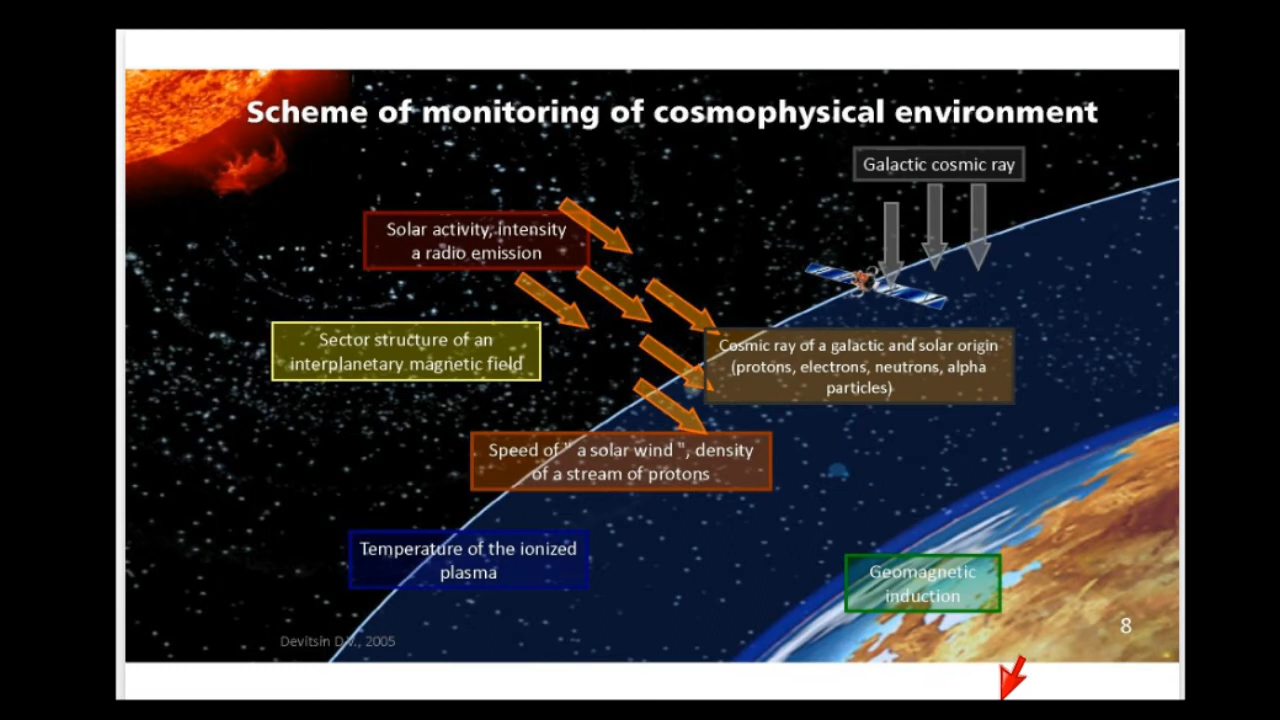 Scheme of monitoring of cosmophysical environment
Galactic cosmic ray
Solar activity, intensity
a radio emission
Sector structure of an
interplanetary magnetic field
Cosmic ray of a galactic and solar origin
(protons, electrons, neutrons, alpha
particles)
Speed of " a solar wind ", density
of a stream of protons
Temperature of the ionized
plasma
Geomagnetic
induction
8
Devitsin D.V., 2005